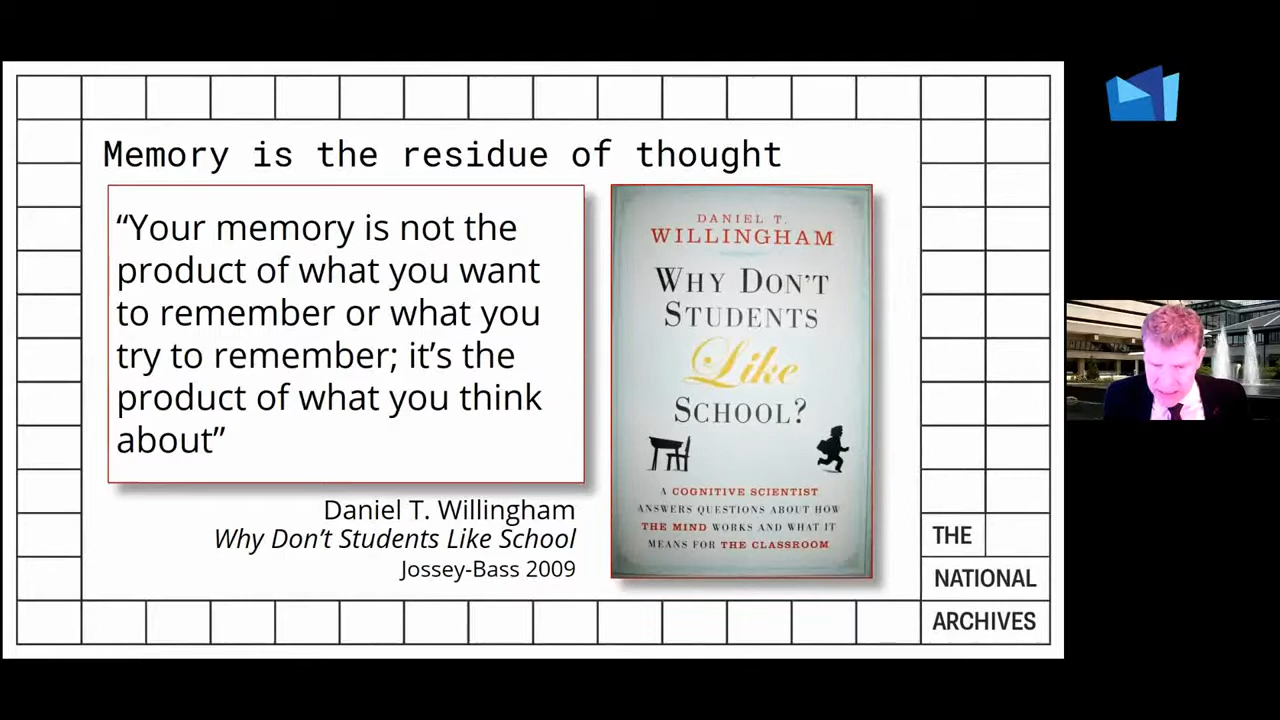 Memory is the residue of thought
“Your memory is not the
product of what you want
to remember or what you
try to remember; it’s the
product of what you think
about”
Daniel T. Willingham
Why Don’t Students Like School
Jossey-Bass 2009
DANIEL T.
WILLINGHAM
WHY DON’T
STUDENTS
Like
SCHOOL?
A COGNITIVE SCIENTIST
ANSWERS QUESTIONS ABOUT HOW
THE MIND WORKS AND WHAT IT
MEANS FOR THE CLASSROOM
THE
NATIONAL
ARCHIVES